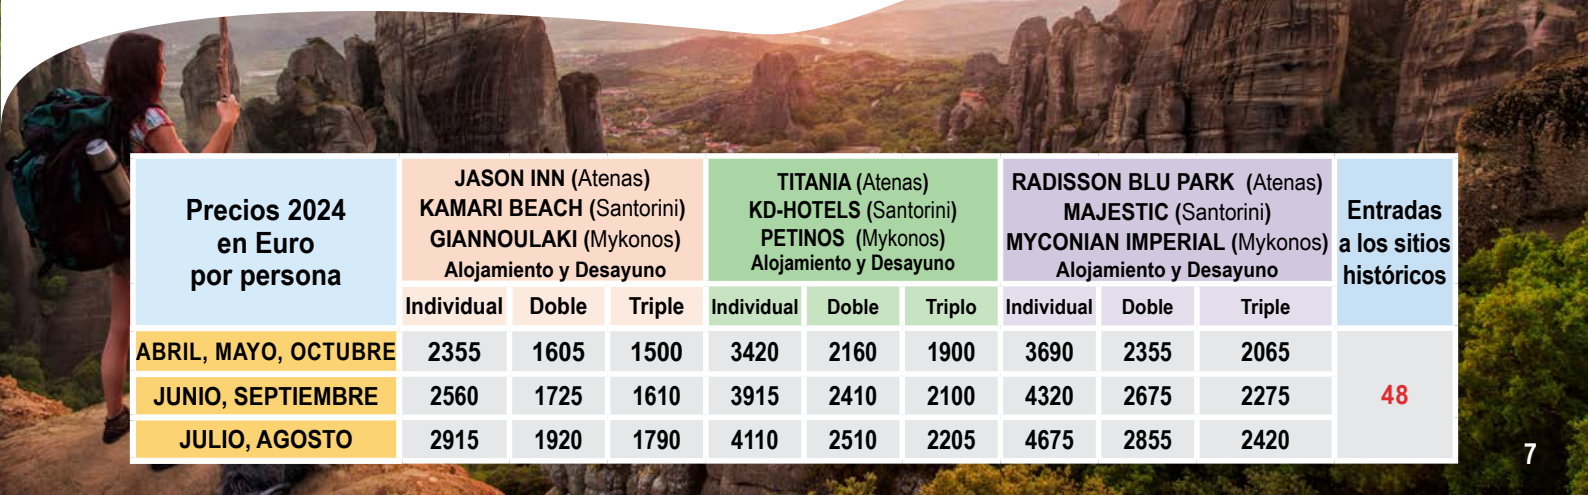 Precios 2024
en Euro
por persona
JASON INN (Atenas)
KAMARI BEACH (Santorini)
GIANNOULAKI (Mykonos)
Alojamiento y Desayuno
TITANIA (Atenas)
KD-HOTELS (Santorini)
PETINOS (Mykonos)
Alojamiento y Desayuno
RADISSON BLU PARK (Atenas)
MAJESTIC (Santorini)
MYCONIAN IMPERIAL (Mykonos)
Alojamiento y Desayuno
Entradas
a los sitios
históricos
Individual Doble Triple Individual Doble Triplo Individual Doble Triple
ABRIL, MAYO, OCTUBRE 2355 1605 1500 3420 2160 1900 3690 2355 2065
JUNIO, SEPTIEMBRE 2560 1725 1610 3915 2410 2100 4320 2675 2275
48
JULIO, AGOSTO 2915 1920 1790 4110 2510 2205 4675 2855 2420
7